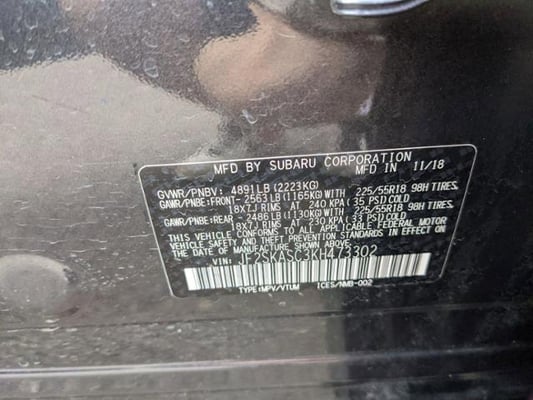 MFD BY SUBARU CORPORATION 11/18
GVWR/PNBV: 4891LB (2223KG)
GAWR/PNBE:FRONT- 2563LB (1165KG)WITH 225/55R18 98H TIRES,
18X7J RIMS AT 240 KPA (35 PSI)COLD
GAWR/PNBE:REAR - 2486LB (1130KG)WITH 225/55R18 98H TIRES,
18X7J RIMS AT 230 KPA (33 PSI)COLD
THIS VEHICLE CONFORMS TO ALL APPLICABLE FEDERAL MOTOR
VEHICLE SAFETY, BUMPER, AND THEFT PREVENTION STANDARDS IN
EFFECT ON THE DATE OF MANUFACTURE SHOWN ABOVE.
VIN: JF2SKASC3KH473302
TYPE:MPV/VTUM ICES/NMB-002